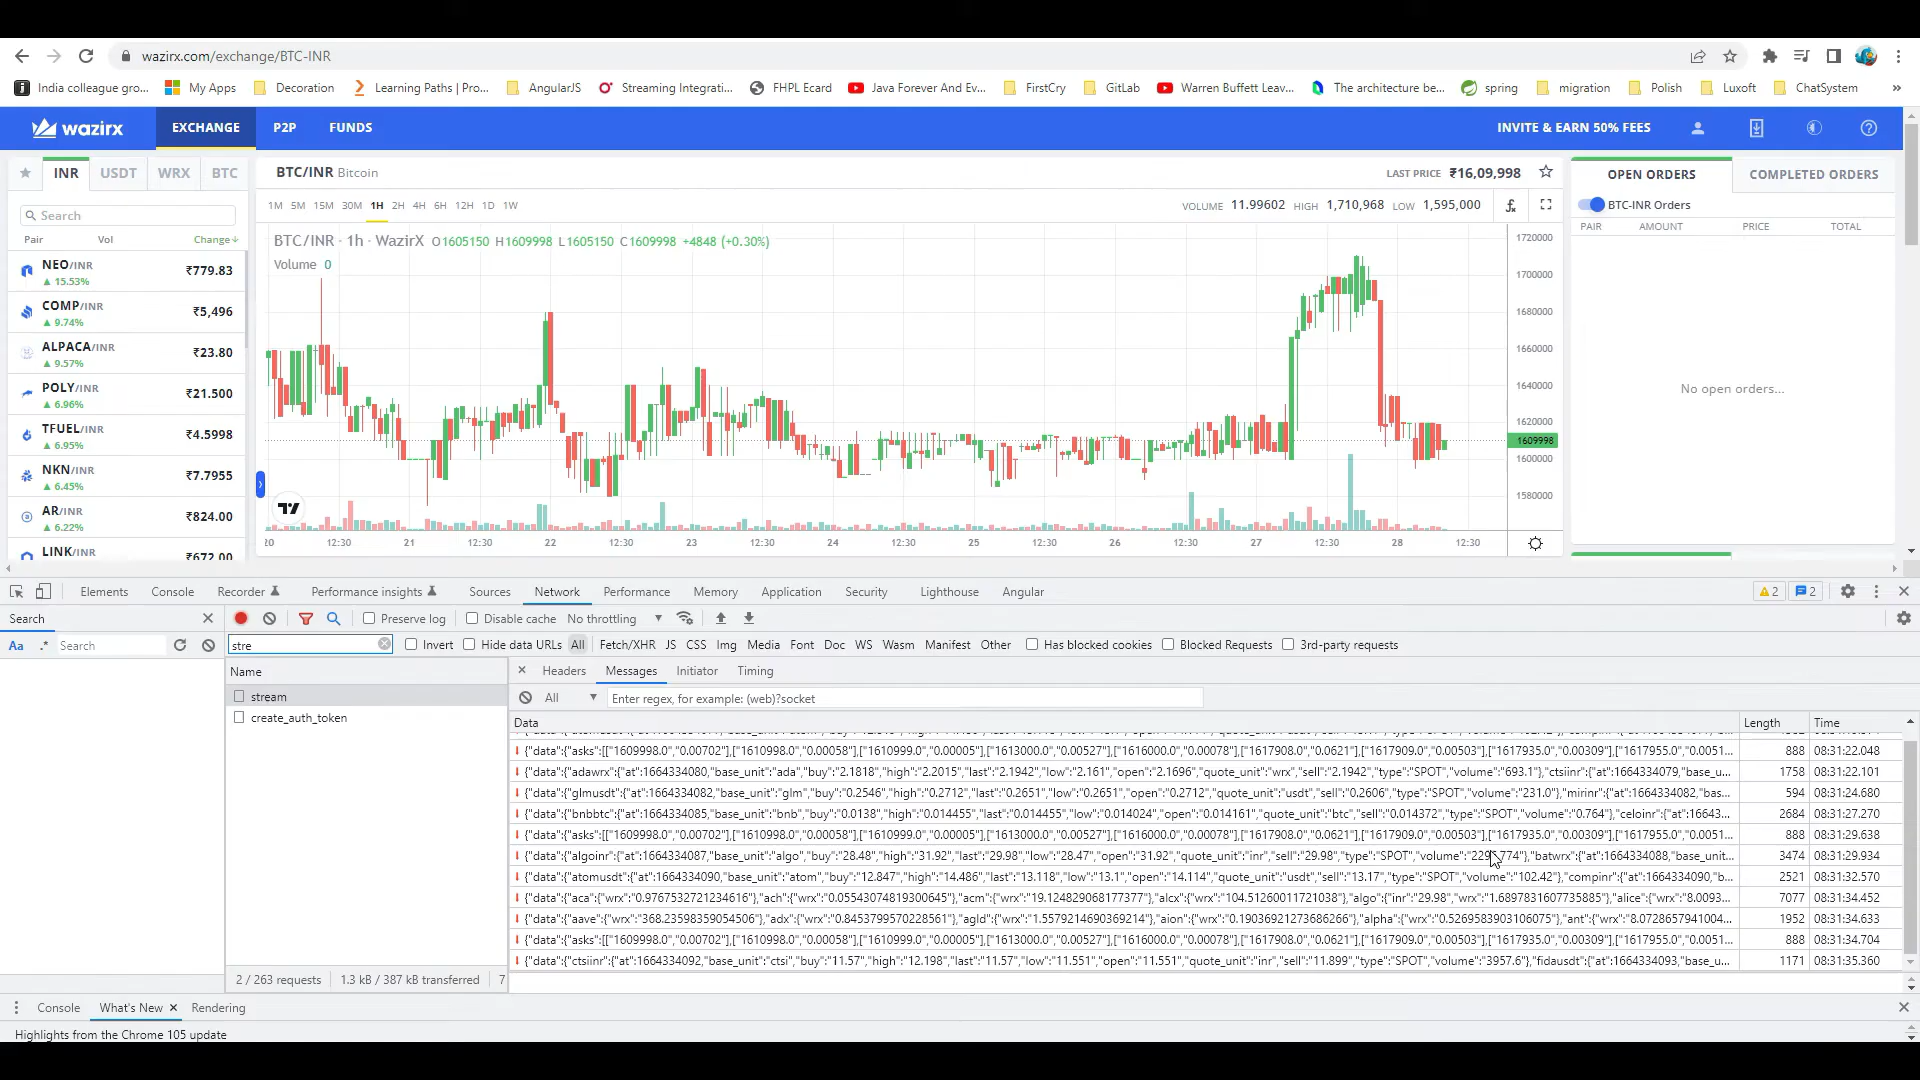 wazirx.com/exchange/BTC-INR
India colleague gro... My Apps Decoration Learning Paths | Pro... AngularJS Streaming Integrati... FHPL Ecard Java Forever And Ev... FirstCry GitLab Warren Buffett Leav... The architecture be... spring migration Polish Luxoft ChatSystem »
wazirx EXCHANGE P2P FUNDS INVITE & EARN 50% FEES
INR USDT WRX BTC
BTC/INR Bitcoin LAST PRICE ₹16,09,998
OPEN ORDERS COMPLETED ORDERS
1M 5M 15M 30M 1H 2H 4H 6H 12H 1D 1W VOLUME 11.99602 HIGH 1,710,968 LOW 1,595,000
BTC-INR Orders
Search
PAIR AMOUNT PRICE TOTAL
Pair Vol Change
BTC/INR · 1h · WazirX O1605150 H1609998 L1605150 C1609998 +4848 (+0.30%)
Volume 0
NEO/INR ₹779.83
▲ 15.53%
COMP/INR ₹5,496
▲ 9.74%
ALPACA/INR ₹23.80
▲ 9.57%
POLY/INR ₹21.500
▲ 6.96%
TFUEL/INR ₹4.5998
▲ 6.95%
NKN/INR ₹7.7955
▲ 6.45%
AR/INR ₹824.00
▲ 6.22%
LINK/INR ₹672.00
1720000
1700000
1680000
1660000
1640000
1620000
1609998
1600000
1580000
No open orders...
20 12:30 21 12:30 22 12:30 23 12:30 24 12:30 25 12:30 26 12:30 27 12:30 28 12:30
Elements Console Recorder Performance insights Sources Network Performance Memory Application Security Lighthouse Angular 2 2
Search Preserve log Disable cache No throttling
Aa .* Search stre Invert Hide data URLs All Fetch/XHR JS CSS Img Media Font Doc WS Wasm Manifest Other Has blocked cookies Blocked Requests 3rd-party requests
Name Headers Messages Initiator Timing
stream
create_auth_token
All Enter regex, for example: (web)?socket
Data Length Time
{"data":{"asks":[["1609998.0","0.00702"],["1610998.0","0.00058"],["1610999.0","0.00005"],["1613000.0","0.00527"],["1616000.0","0.00078"],["1617908.0","0.0621"],["1617909.0","0.00503"],["1617935.0","0.00309"],["1617955.0","0.0051... 888 08:31:22.048
{"data":{"adawrx":{"at":1664334080,"base_unit":"ada","buy":"2.1818","high":"2.2015","last":"2.1942","low":"2.161","open":"2.1696","quote_unit":"wrx","sell":"2.1942","type":"SPOT","volume":"693.1"},"ctsiinr":{"at":1664334079,"base_u... 1758 08:31:22.101
{"data":{"glmusdt":{"at":1664334082,"base_unit":"glm","buy":"0.2546","high":"0.2712","last":"0.2651","low":"0.2651","open":"0.2712","quote_unit":"usdt","sell":"0.2606","type":"SPOT","volume":"231.0"},"mirinr":{"at":1664334082,"bas... 594 08:31:24.680
{"data":{"bnbbtc":{"at":1664334085,"base_unit":"bnb","buy":"0.0138","high":"0.014455","last":"0.014455","low":"0.014024","open":"0.014161","quote_unit":"btc","sell":"0.014372","type":"SPOT","volume":"0.764"},"celoinr":{"at":16643... 2684 08:31:27.270
{"data":{"asks":[["1609998.0","0.00702"],["1610998.0","0.00058"],["1610999.0","0.00005"],["1613000.0","0.00527"],["1616000.0","0.00078"],["1617908.0","0.0621"],["1617909.0","0.00503"],["1617935.0","0.00309"],["1617955.0","0.0051... 888 08:31:29.638
{"data":{"algoinr":{"at":1664334087,"base_unit":"algo","buy":"28.48","high":"31.92","last":"29.98","low":"28.47","open":"31.92","quote_unit":"inr","sell":"29.98","type":"SPOT","volume": "batwrx":{"at":1664334088,"base_unit... 3474 08:31:29.934
{"data":{"atomusdt":{"at":1664334090,"base_unit":"atom","buy":"12.847","high":"14.486","last":"13.118","low":"13.1","open":"14.114","quote_unit":"usdt","sell":"13.17","type":"SPOT","volume":"102.42"},"compinr":{"at":1664334090,"b... 2521 08:31:32.570
{"data":{"aca":{"wrx":"0.9767532721234616"},"ach":{"wrx":"0.05543074819300645"},"acm":{"wrx":"19.124829068177377"},"alcx":{"wrx":"104.51260011721038"},"algo":{"inr":"29.98","wrx":"1.6897831607735885"},"alice":{"wrx":"8.0093... 7077 08:31:34.452
{"data":{"aave":{"wrx":"368.23598359054506"},"adx":{"wrx":"0.8453799570228561"},"agld":{"wrx":"1.5579214690369214"},"aion":{"wrx":"0.19036921273686266"},"alpha":{"wrx":"0.5269583903106075"},"ant":{"wrx":"8.0728657941004... 1952 08:31:34.633
{"data":{"asks":[["1609998.0","0.00702"],["1610998.0","0.00058"],["1610999.0","0.00005"],["1613000.0","0.00527"],["1616000.0","0.00078"],["1617908.0","0.0621"],["1617909.0","0.00503"],["1617935.0","0.00309"],["1617955.0","0.0051... 888 08:31:34.704
{"data":{"ctsiinr":{"at":1664334092,"base_unit":"ctsi","buy":"11.57","high":"12.198","last":"11.57","low":"11.551","open":"11.551","quote_unit":"inr","sell":"11.899","type":"SPOT","volume":"3957.6"},"fidausdt":{"at":1664334093,"base_u... 1171 08:31:35.360
2 / 263 requests 1.3 kB / 387 kB transferred 7
Console What's New Rendering
Highlights from the Chrome 105 update